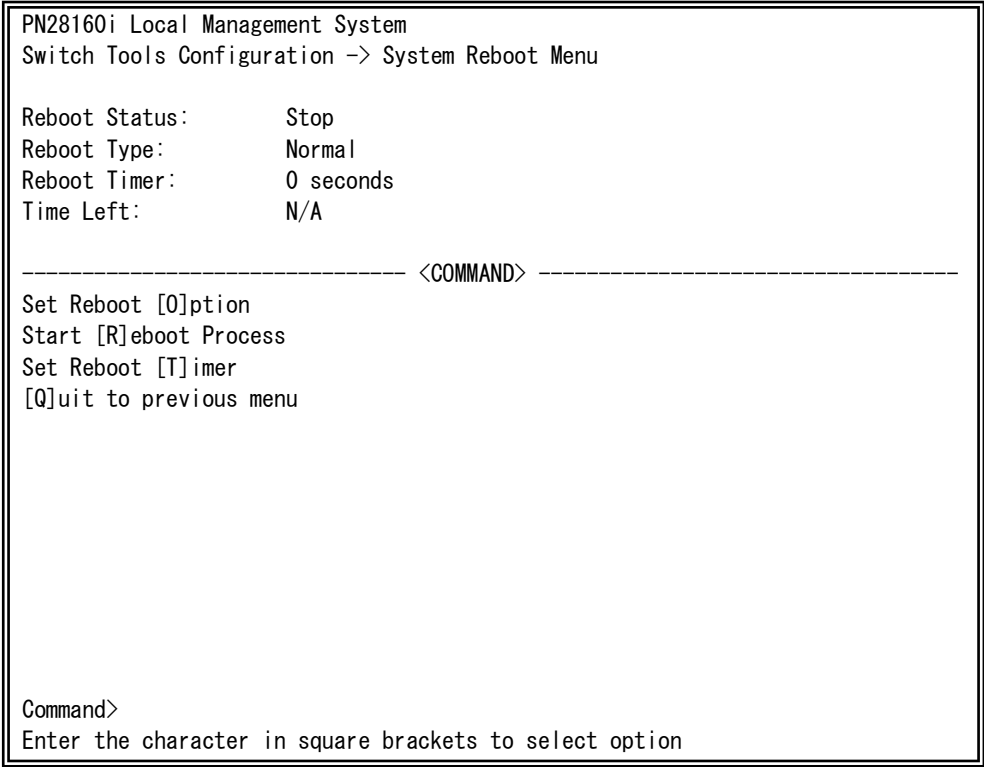 PN28160i Local Management System
Switch Tools Configuration -> System Reboot Menu
Reboot Status: Stop
Reboot Type: Normal
Reboot Timer: 0 seconds
Time Left: N/A
-------------------------------- <COMMAND> -----------------------------------
Set Reboot [O]ption
Start [R]eboot Process
Set Reboot [T]imer
[Q]uit to previous menu
Command>
Enter the character in square brackets to select option